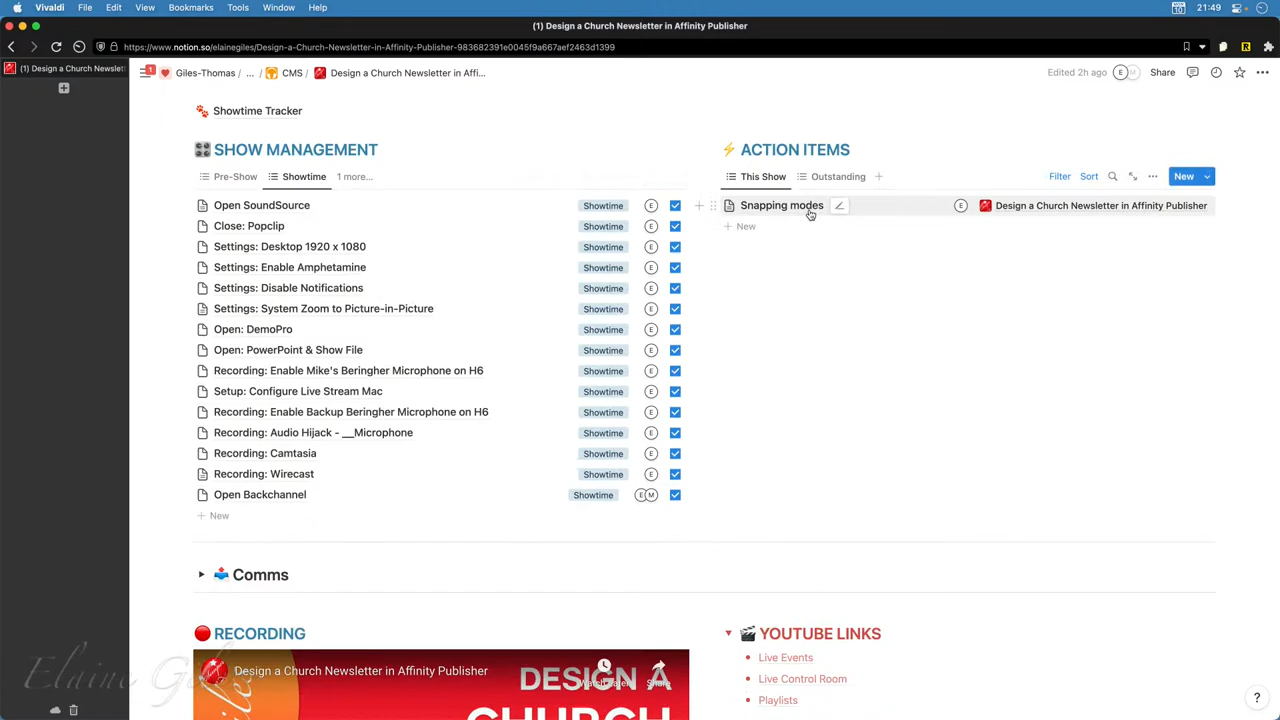 Vivaldi File Edit View Bookmarks Tools Window Help 21:49
(1) Design a Church Newsletter in Affinity Publisher
https://www.notion.so/elainegiles/Design-a-Church-Newsletter-in-Affinity-Publisher-983682391e0045f9a667aef2463d1399
(1) Design a Church Newslett
1 Giles-Thomas / ... / CMS / Design a Church Newsletter in Affi... Edited 2h ago E M Share
Showtime Tracker
SHOW MANAGEMENT
Pre-Show Showtime 1 more...
Open SoundSource Showtime E
Close: Popclip Showtime E
Settings: Desktop 1920 x 1080 Showtime E
Settings: Enable Amphetamine Showtime E
Settings: Disable Notifications Showtime E
Settings: System Zoom to Picture-in-Picture Showtime E
Open: DemoPro Showtime E
Open: PowerPoint & Show File Showtime E
Recording: Enable Mike's Beringher Microphone on H6 Showtime E
Setup: Configure Live Stream Mac Showtime E
Recording: Enable Backup Beringher Microphone on H6 Showtime E
Recording: Audio Hijack - __Microphone Showtime E
Recording: Camtasia Showtime E
Recording: Wirecast Showtime E
Open Backchannel Showtime E M
+ New
ACTION ITEMS
This Show Outstanding + Filter Sort ... New
Snapping modes E Design a Church Newsletter in Affinity Publisher
+ New
Comms
RECORDING
Design a Church Newsletter in Affinity Publisher
Watch later Share
DESIGN A
CHURCH
YOUTUBE LINKS
Live Events
Live Control Room
Playlists
Elaine Giles
?